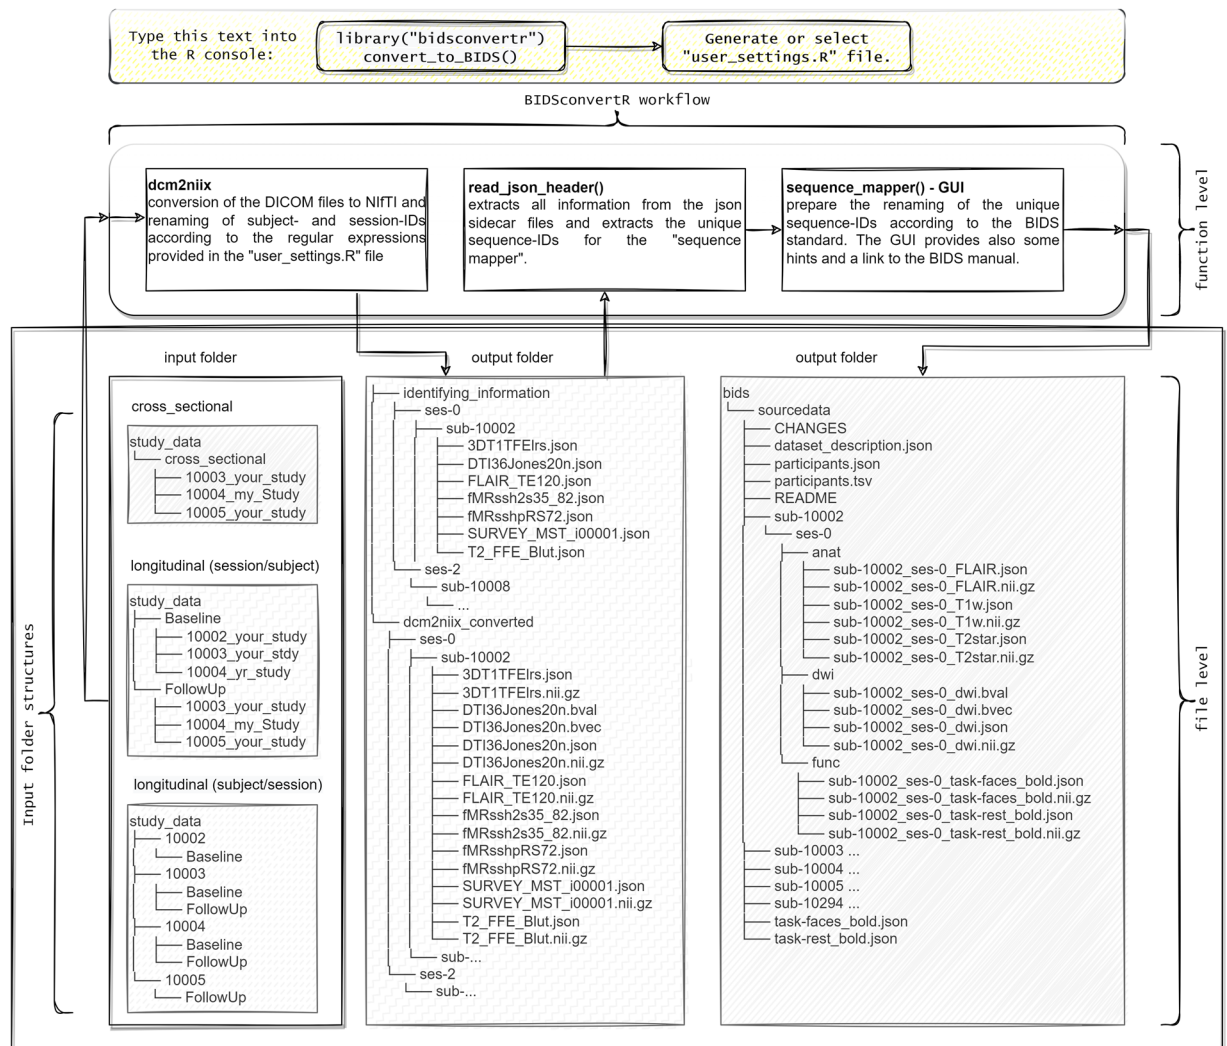 Type this text into
the R console:
library("bidsconvertr")
convert_to_BIDS()
Generate or select
"user_settings.R" file.
BIDSconvertR workflow
dcm2niix
conversion of the DICOM files to NIfTI and
renaming of subject- and session-IDs
according to the regular expressions
provided in the "user_settings.R" file
read_json_header()
extracts all information from the json
sidecar files and extracts the unique
sequence-IDs for the "sequence
mapper".
sequence_mapper() - GUI
prepare the renaming of the unique
sequence-IDs according to the BIDS
standard. The GUI provides also some
hints and a link to the BIDS manual.
function level
Input folder structures
input folder
cross_sectional
study_data
cross_sectional
10003_your_study
10004_my_Study
10005_your_study
longitudinal (session/subject)
study_data
Baseline
10002_your_study
10003_your_stdy
10004_yr_study
FollowUp
10003_your_study
10004_my_Study
10005_your_study
longitudinal (subject/session)
study_data
10002
Baseline
10003
Baseline
FollowUp
10004
Baseline
FollowUp
10005
FollowUp
output folder
identifying_information
ses-0
sub-10002
3DT1TFElrs.json
DTI36Jones20n.json
FLAIR_TE120.json
fMRssh2s35_82.json
fMRsshpRS72.json
SURVEY_MST_i00001.json
T2_FFE_Blut.json
ses-2
sub-10008
...
dcm2niix_converted
ses-0
sub-10002
3DT1TFElrs.json
3DT1TFElrs.nii.gz
DTI36Jones20n.bval
DTI36Jones20n.bvec
DTI36Jones20n.json
DTI36Jones20n.nii.gz
FLAIR_TE120.json
FLAIR_TE120.nii.gz
fMRssh2s35_82.json
fMRssh2s35_82.nii.gz
fMRsshpRS72.json
fMRsshpRS72.nii.gz
SURVEY_MST_i00001.json
SURVEY_MST_i00001.nii.gz
T2_FFE_Blut.json
T2_FFE_Blut.nii.gz
sub-...
ses-2
sub-...
output folder
bids
sourcedata
CHANGES
dataset_description.json
participants.json
participants.tsv
README
sub-10002
ses-0
anat
sub-10002_ses-0_FLAIR.json
sub-10002_ses-0_FLAIR.nii.gz
sub-10002_ses-0_T1w.json
sub-10002_ses-0_T1w.nii.gz
sub-10002_ses-0_T2star.json
sub-10002_ses-0_T2star.nii.gz
dwi
sub-10002_ses-0_dwi.bval
sub-10002_ses-0_dwi.bvec
sub-10002_ses-0_dwi.json
sub-10002_ses-0_dwi.nii.gz
func
sub-10002_ses-0_task-faces_bold.json
sub-10002_ses-0_task-faces_bold.nii.gz
sub-10002_ses-0_task-rest_bold.json
sub-10002_ses-0_task-rest_bold.nii.gz
sub-10003 ...
sub-10004 ...
sub-10005 ...
sub-10294 ...
task-faces_bold.json
task-rest_bold.json
file level